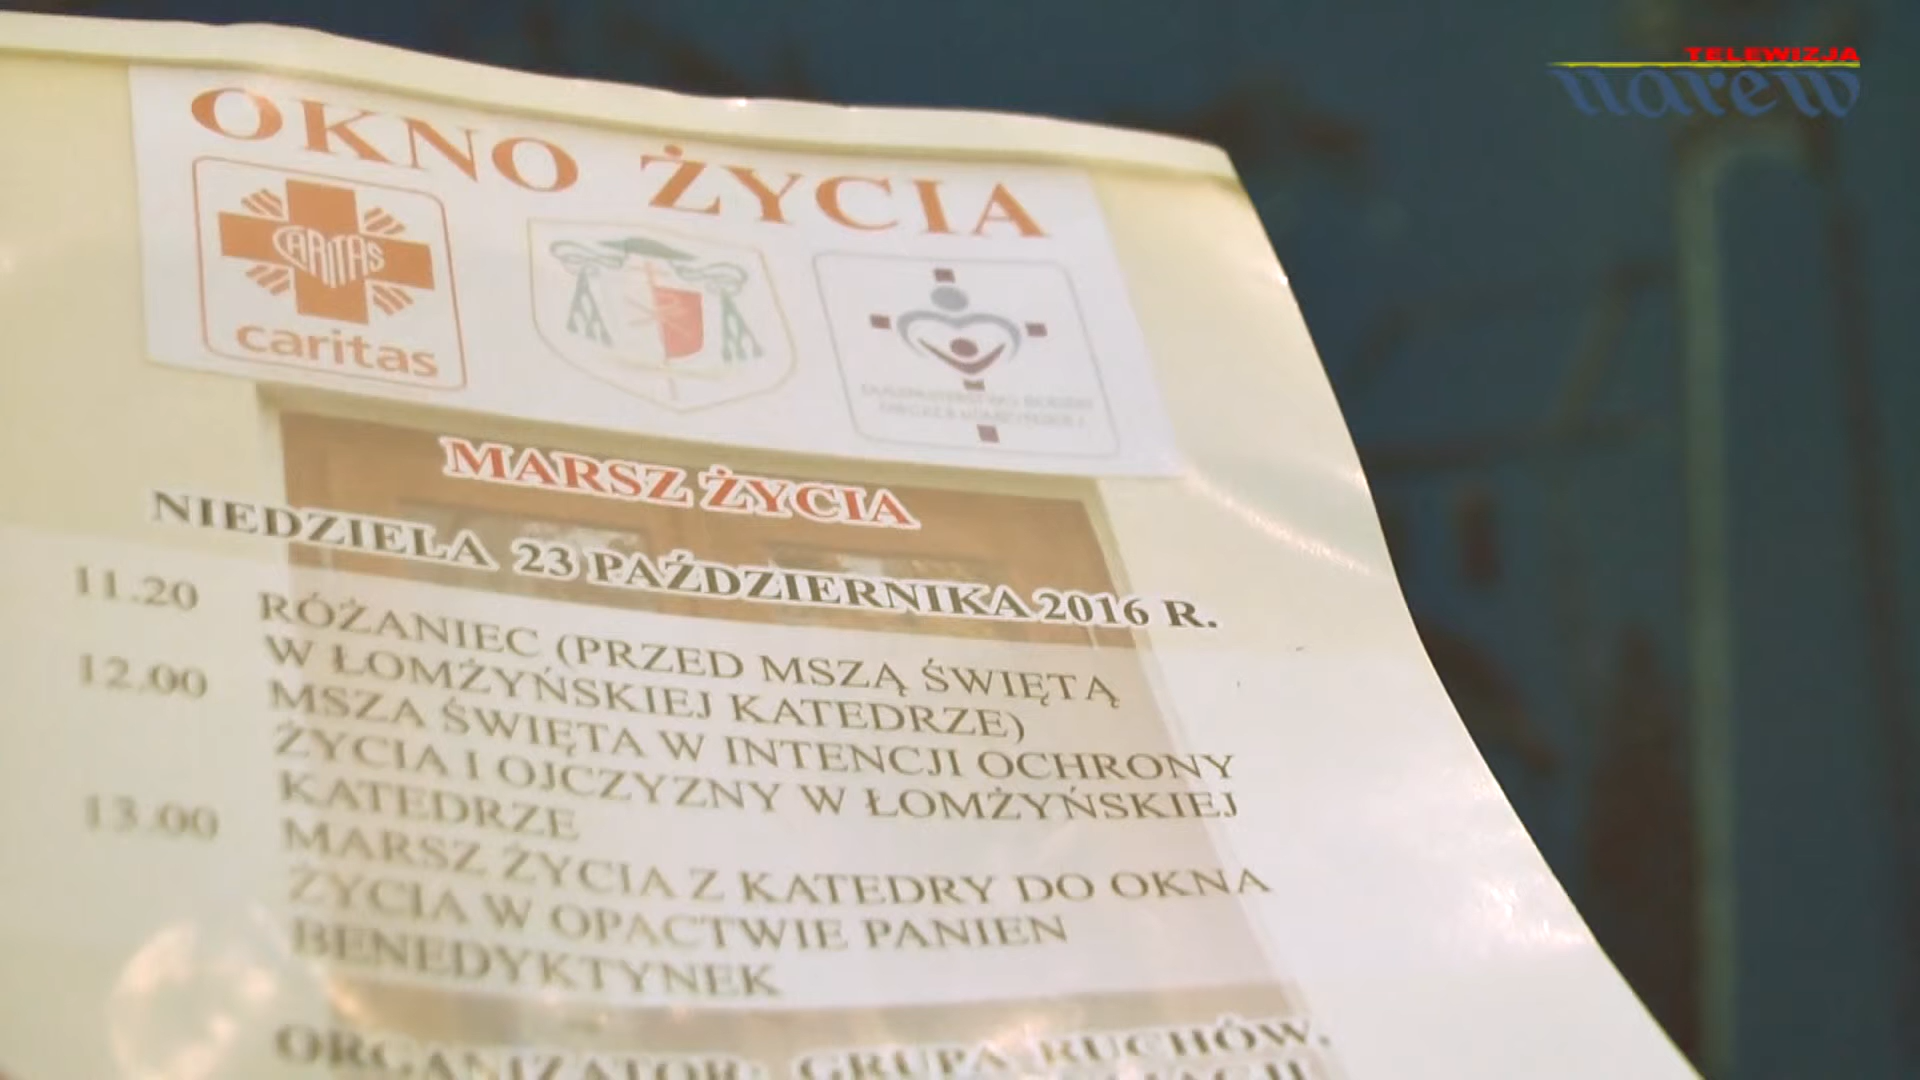 TELEWIZJA
narew
OKNO ŻYCIA
CARITAS
caritas
MARSZ ŻYCIA
NIEDZIELA 23 PAŹDZIERNIKA 2016 R.
11.20 RÓŻANIEC (PRZED MSZĄ ŚWIĘTĄ
W ŁOMŻYŃSKIEJ KATEDRZE)
12.00 MSZA ŚWIĘTA W INTENCJI OCHRONY
ŻYCIA I OJCZYZNY W ŁOMŻYŃSKIEJ
KATEDRZE
13.00 MARSZ ŻYCIA Z KATEDRY DO OKNA
ŻYCIA W OPACTWIE PANIEN
BENEDYKTYNEK
ORGANIZATOR: GRUPA RUCHÓW,